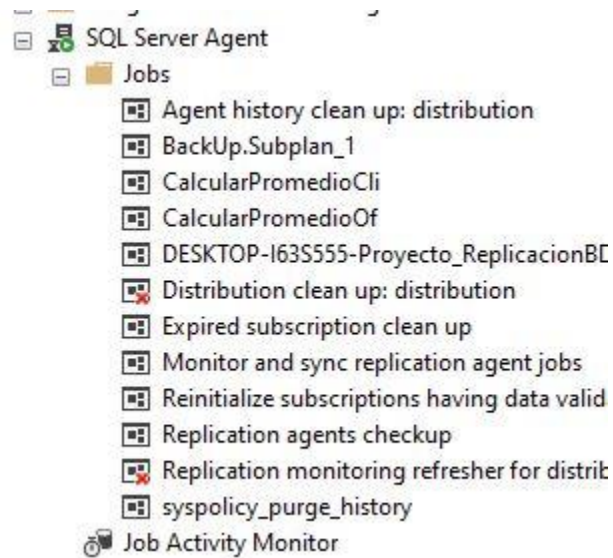 SQL Server Agent
Jobs
Agent history clean up: distribution
BackUp.Subplan_1
CalcularPromedioCli
CalcularPromedioOf
DESKTOP-I63S555-Proyecto_ReplicacionBD
Distribution clean up: distribution
Expired subscription clean up
Monitor and sync replication agent jobs
Reinitialize subscriptions having data valid
Replication agents checkup
Replication monitoring refresher for distrib
syspolicy_purge_history
Job Activity Monitor